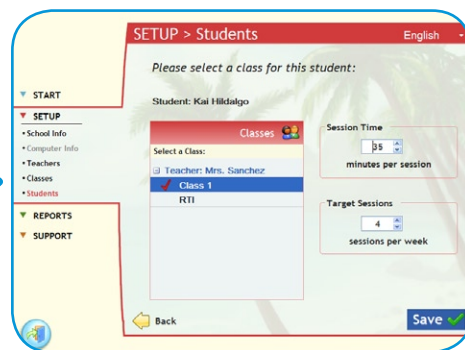 SETUP > Students
English
Please select a class for this student:
START
SETUP
• School Info
• Computer Info
• Teachers
• Classes
• Students
REPORTS
SUPPORT
Student: Kai Hildalgo
Classes
Select a Class:
Teacher: Mrs. Sanchez
Class 1
RTI
Session Time
35
minutes per session
Target Sessions
4
sessions per week
Back
Save